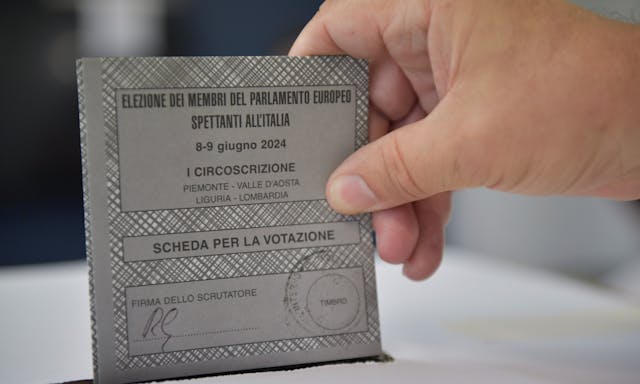 ELEZIONE DEI MEMBRI DEL PARLAMENTO EUROPEO
SPETTANTI ALL'ITALIA
8-9 giugno 2024
I CIRCOSCRIZIONE
PIEMONTE - VALLE D'AOSTA
LIGURIA - LOMBARDIA
SCHEDA PER LA VOTAZIONE
FIRMA DELLO SCRUTATORE
TIMBRO